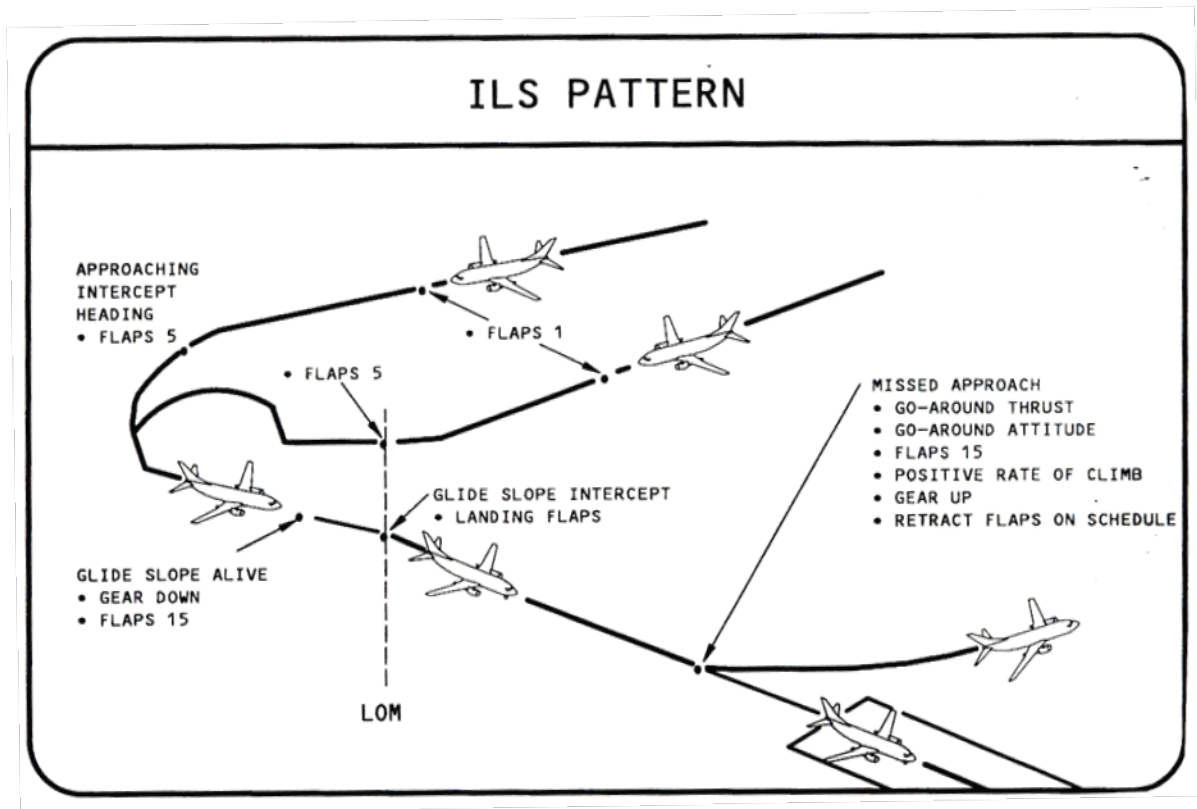 ILS PATTERN
APPROACHING
INTERCEPT
HEADING
• FLAPS 5
• FLAPS 1
• FLAPS 5
MISSED APPROACH
• GO-AROUND THRUST
• GO-AROUND ATTITUDE
• FLAPS 15
• POSITIVE RATE OF CLIMB
• GEAR UP
• RETRACT FLAPS ON SCHEDULE
GLIDE SLOPE INTERCEPT
• LANDING FLAPS
GLIDE SLOPE ALIVE
• GEAR DOWN
• FLAPS 15
LOM